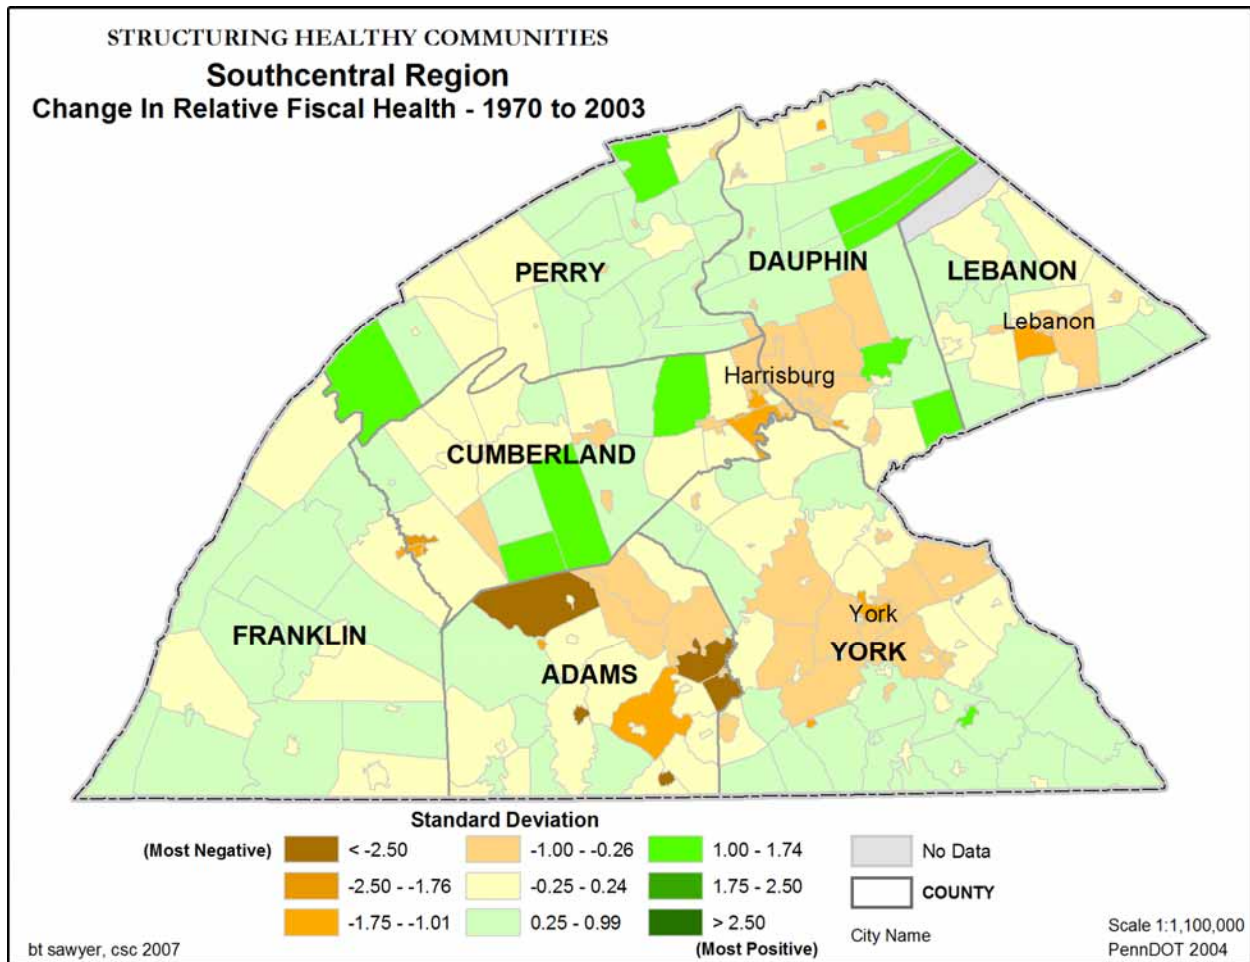 STRUCTURING HEALTHY COMMUNITIES
Southcentral Region
Change In Relative Fiscal Health - 1970 to 2003
PERRY
DAUPHIN
LEBANON
Lebanon
Harrisburg
CUMBERLAND
FRANKLIN
ADAMS
York
YORK
Standard Deviation
(Most Negative)
< -2.50
-2.50 - -1.76
-1.75 - -1.01
-1.00 - -0.26
-0.25 - 0.24
0.25 - 0.99
1.00 - 1.74
1.75 - 2.50
> 2.50
(Most Positive)
No Data
COUNTY
City Name
bt sawyer, csc 2007
Scale 1:1,100,000
PennDOT 2004